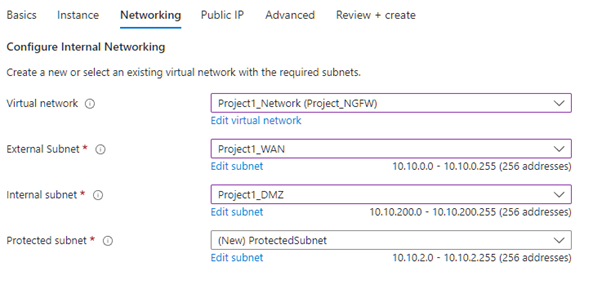 Basics Instance Networking Public IP Advanced Review + create
Configure Internal Networking
Create a new or select an existing virtual network with the required subnets.
Virtual network Project1_Network (Project_NGFW)
Edit virtual network
External Subnet * Project1_WAN
Edit subnet 10.10.0.0 - 10.10.0.255 (256 addresses)
Internal subnet * Project1_DMZ
Edit subnet 10.10.200.0 - 10.10.200.255 (256 addresses)
Protected subnet * (New) ProtectedSubnet
Edit subnet 10.10.2.0 - 10.10.2.255 (256 addresses)